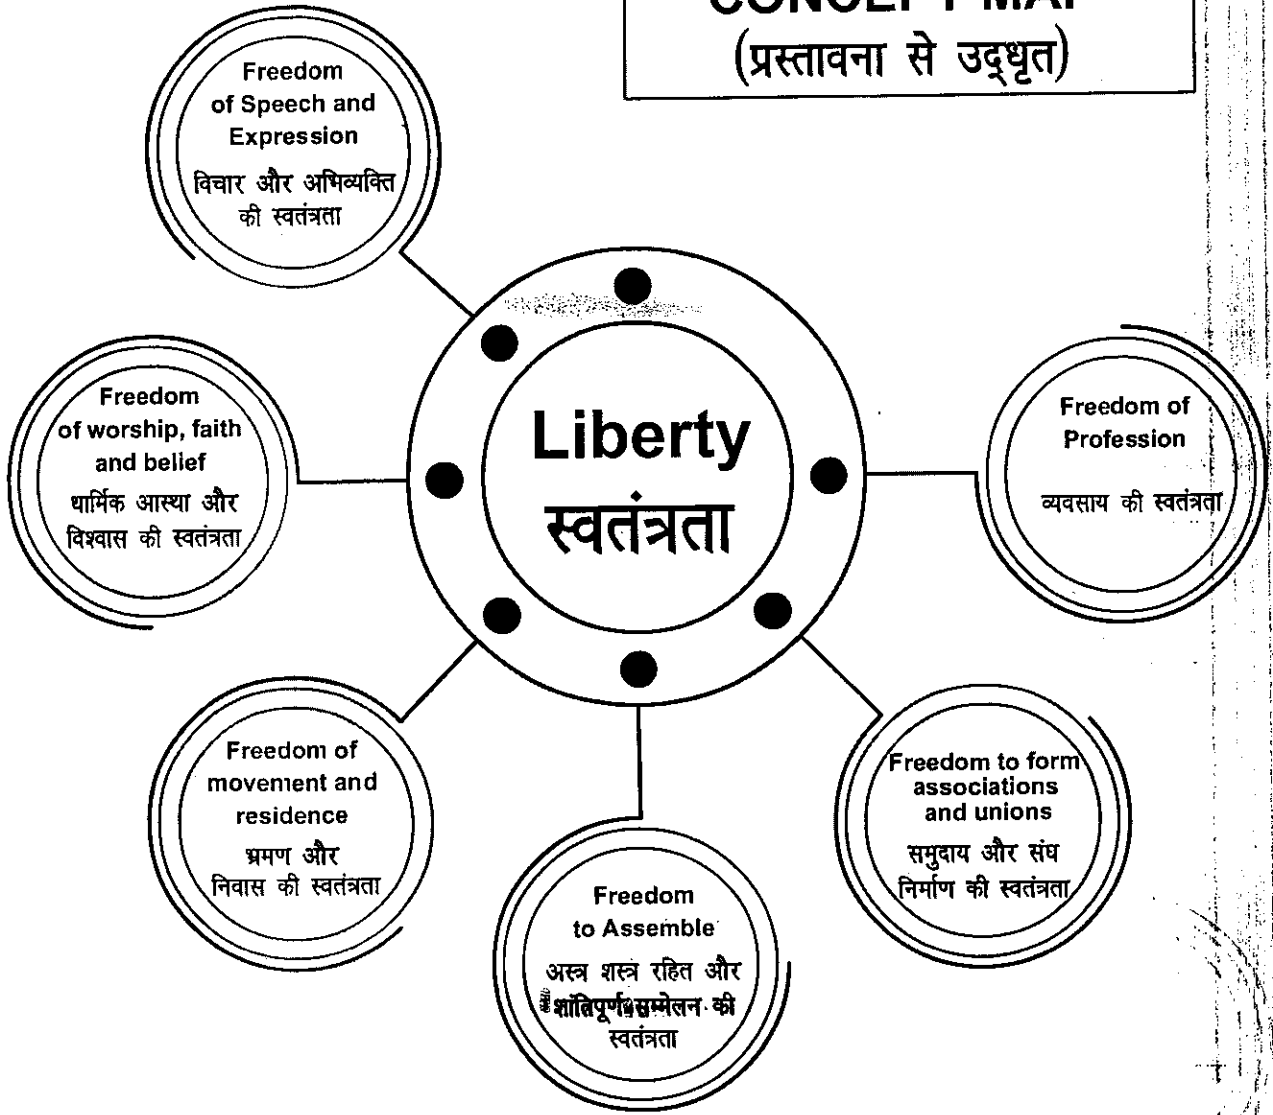 CONCEPT MAP
(प्रस्तावना से उद्धृत)
Freedom
of Speech and
Expression
विचार और अभिव्यक्ति
की स्वतंत्रता
Liberty
स्वतंत्रता
Freedom
of worship, faith
and belief
धार्मिक आस्था और
विश्वास की स्वतंत्रता
Freedom of
Profession
व्यवसाय की स्वतंत्रता
Freedom of
movement and
residence
भ्रमण और
निवास की स्वतंत्रता
Freedom to form
associations
and unions
समुदाय और संघ
निर्माण की स्वतंत्रता
Freedom
to Assemble
अस्त्र शस्त्र रहित और
शांतिपूर्ण सम्मेलन की
स्वतंत्रता